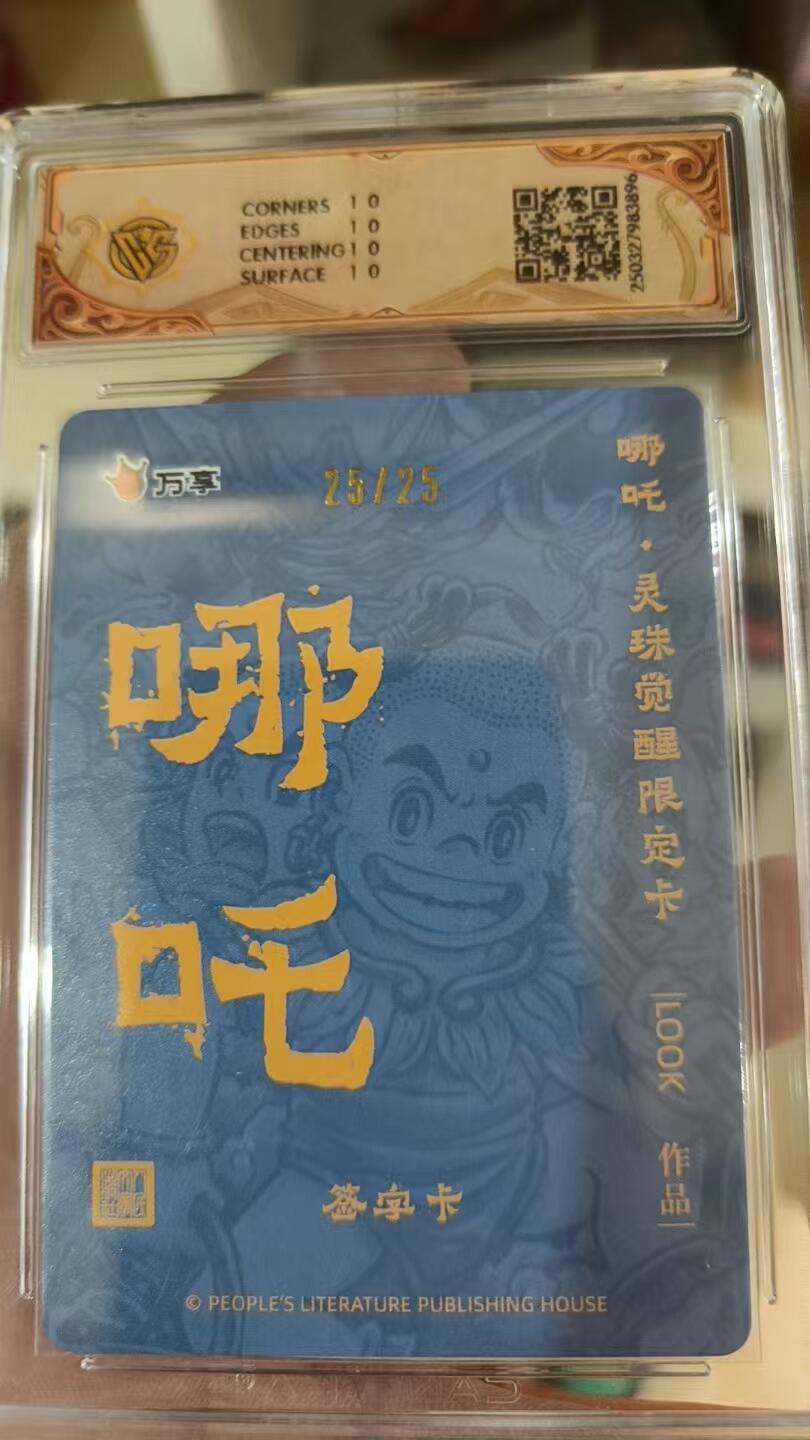 CORNERS 10
EDGES 10
CENTERING 10
SURFACE 10
250327983896
万享
25/25
哪吒
哪吒·灵珠觉醒限定卡
LOOK 作品
签字卡
© PEOPLE'S LITERATURE PUBLISHING HOUSE